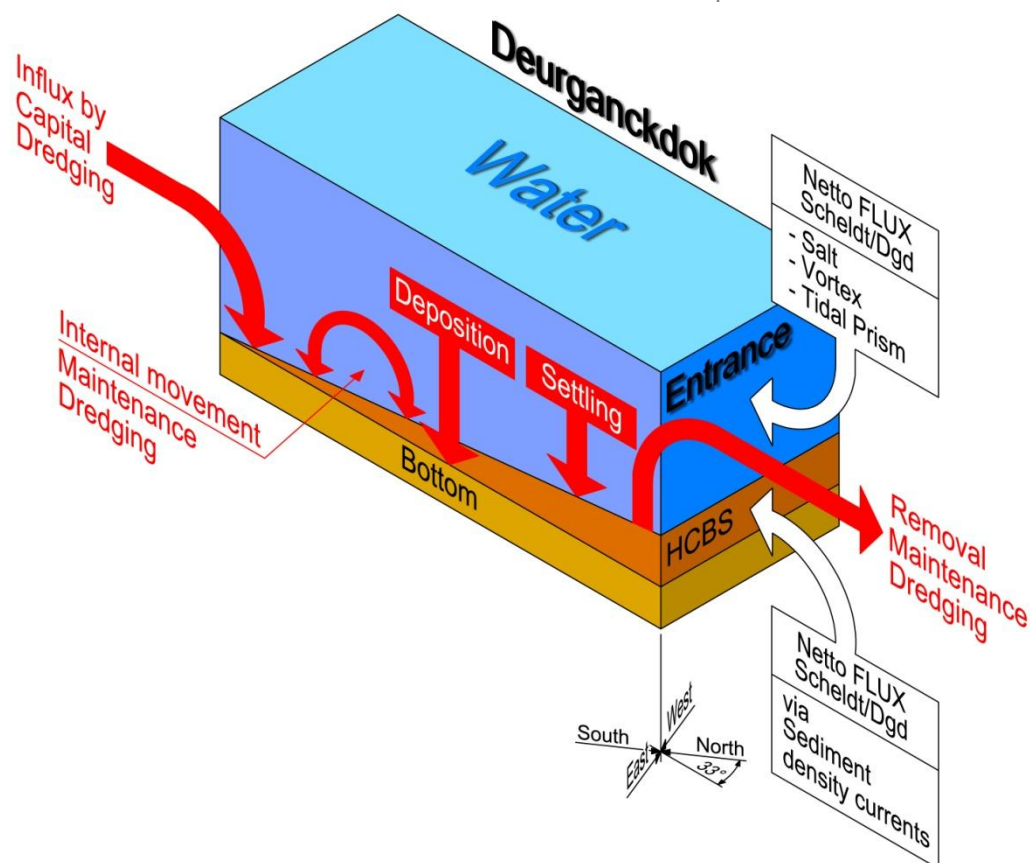 Deurganckdok
Water
Influx by
Capital
Dredging
Netto FLUX
Scheldt/Dgd
- Salt
- Vortex
- Tidal Prism
Deposition
Settling
Entrance
Internal movement
Maintenance
Dredging
Bottom
HCBS
Removal
Maintenance
Dredging
Netto FLUX
Scheldt/Dgd
via
Sediment
density currents
West
South
North
East
33°